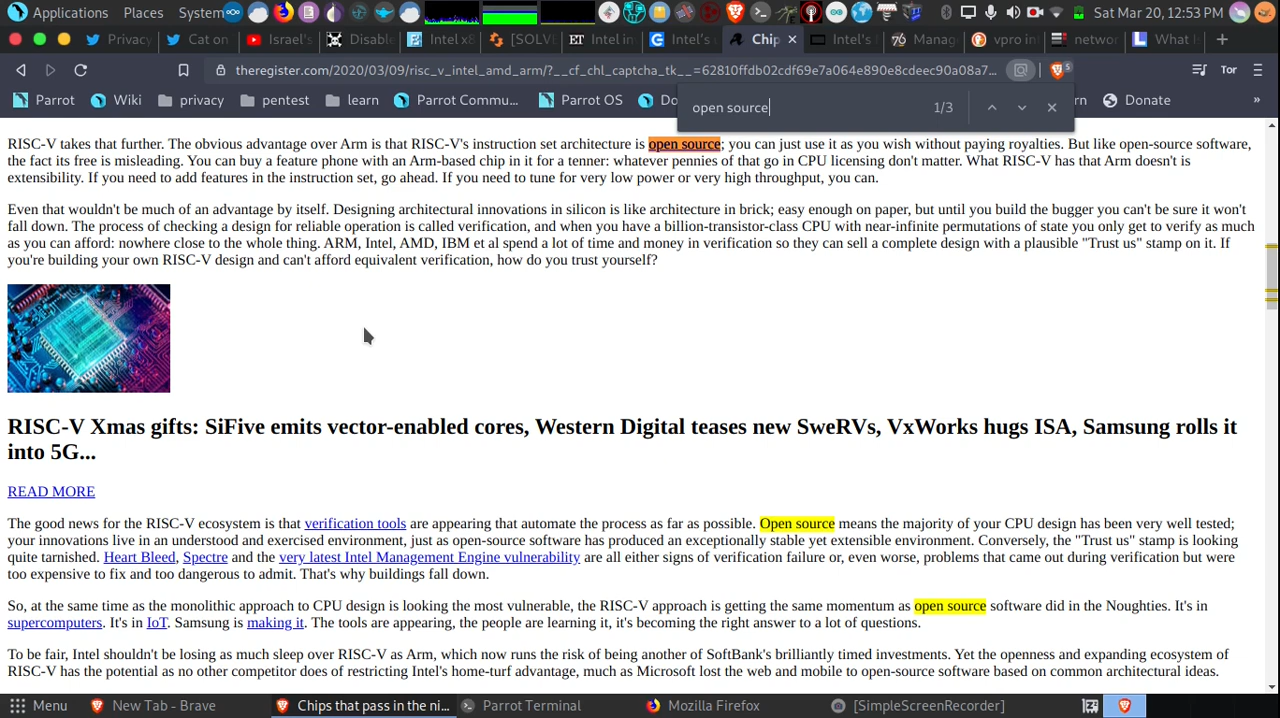 Applications Places System Sat Mar 20, 12:53 PM
Privacy Cat on Israel's Disable Intel x8 [SOLV Intel in Intel's Chip Intel's Manag vpro in networ What I
theregister.com/2020/03/09/risc_v_intel_amd_arm/?__cf_chl_captcha_tk__=62810ffdb02cdf69e7a064e890e8cdeec90a08a7... 5 Tor
Parrot Wiki privacy pentest learn Parrot Commu... Parrot OS Do rn Donate »
open source 1/3
RISC-V takes that further. The obvious advantage over Arm is that RISC-V's instruction set architecture is open source; you can just use it as you wish without paying royalties. But like open-source software,
the fact its free is misleading. You can buy a feature phone with an Arm-based chip in it for a tenner: whatever pennies of that go in CPU licensing don't matter. What RISC-V has that Arm doesn't is
extensibility. If you need to add features in the instruction set, go ahead. If you need to tune for very low power or very high throughput, you can.
Even that wouldn't be much of an advantage by itself. Designing architectural innovations in silicon is like architecture in brick; easy enough on paper, but until you build the bugger you can't be sure it won't
fall down. The process of checking a design for reliable operation is called verification, and when you have a billion-transistor-class CPU with near-infinite permutations of state you only get to verify as much
as you can afford: nowhere close to the whole thing. ARM, Intel, AMD, IBM et al spend a lot of time and money in verification so they can sell a complete design with a plausible "Trust us" stamp on it. If
you're building your own RISC-V design and can't afford equivalent verification, how do you trust yourself?
RISC-V Xmas gifts: SiFive emits vector-enabled cores, Western Digital teases new SweRVs, VxWorks hugs ISA, Samsung rolls it
into 5G...
READ MORE
The good news for the RISC-V ecosystem is that verification tools are appearing that automate the process as far as possible. Open source means the majority of your CPU design has been very well tested;
your innovations live in an understood and exercised environment, just as open-source software has produced an exceptionally stable yet extensible environment. Conversely, the "Trust us" stamp is looking
quite tarnished. Heart Bleed, Spectre and the very latest Intel Management Engine vulnerability are all either signs of verification failure or, even worse, problems that came out during verification but were
too expensive to fix and too dangerous to admit. That's why buildings fall down.
So, at the same time as the monolithic approach to CPU design is looking the most vulnerable, the RISC-V approach is getting the same momentum as open source software did in the Noughties. It's in
supercomputers. It's in IoT. Samsung is making it. The tools are appearing, the people are learning it, it's becoming the right answer to a lot of questions.
To be fair, Intel shouldn't be losing as much sleep over RISC-V as Arm, which now runs the risk of being another of SoftBank's brilliantly timed investments. Yet the openness and expanding ecosystem of
RISC-V has the potential as no other competitor does of restricting Intel's home-turf advantage, much as Microsoft lost the web and mobile to open-source software based on common architectural ideas.
Menu New Tab - Brave Chips that pass in the ni... Parrot Terminal Mozilla Firefox [SimpleScreenRecorder]